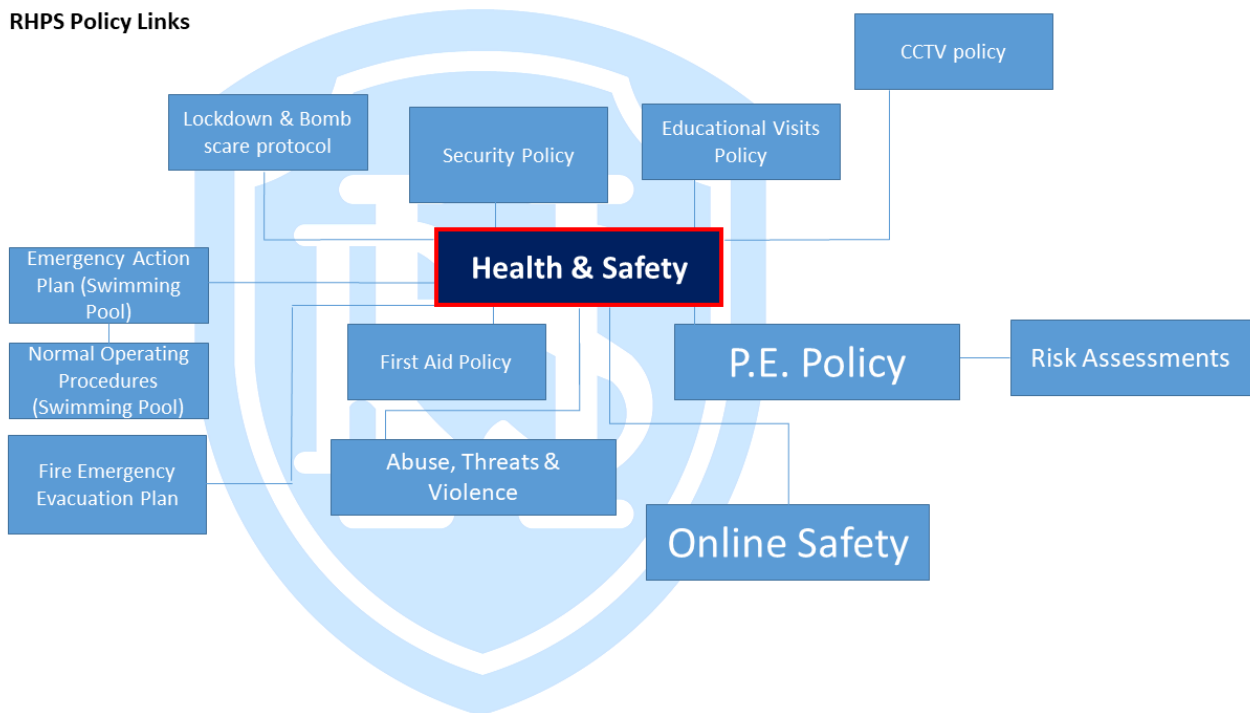 RHPS Policy Links
CCTV policy
Lockdown & Bomb
scare protocol
Security Policy
Educational Visits
Policy
Health & Safety
Emergency Action
Plan (Swimming
Pool)
Normal Operating
Procedures
(Swimming Pool)
First Aid Policy
P.E. Policy
Risk Assessments
Fire Emergency
Evacuation Plan
Abuse, Threats &
Violence
Online Safety